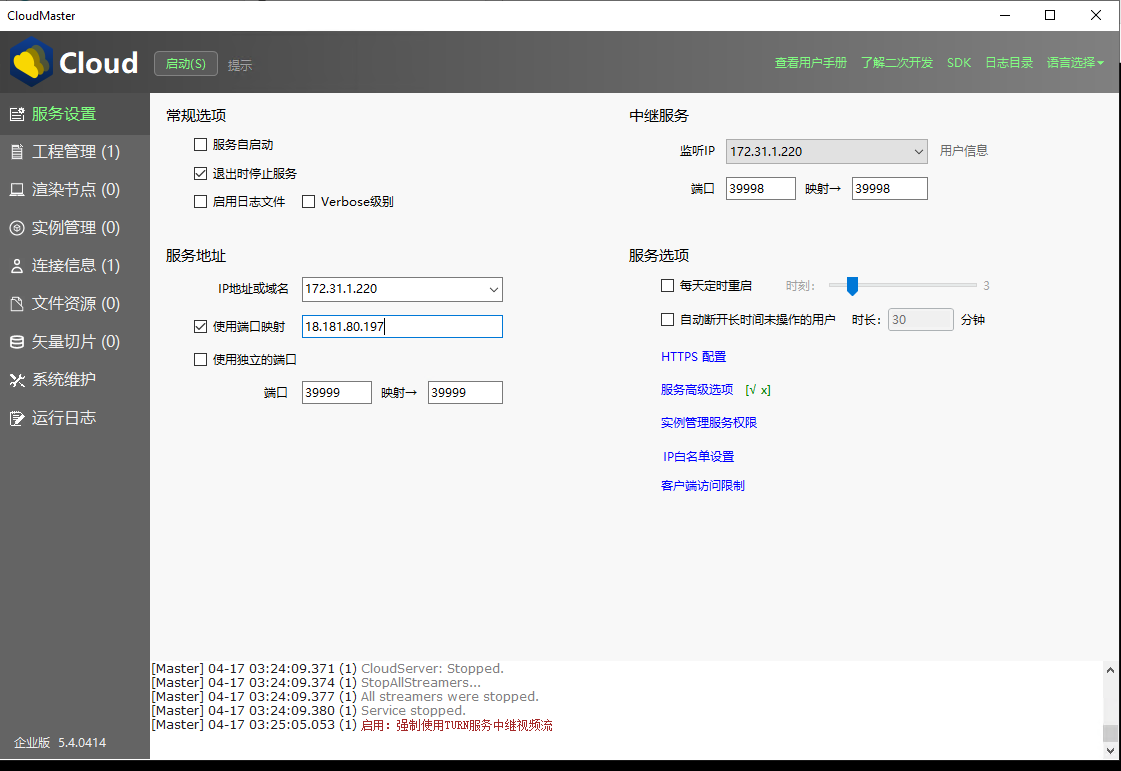 CloudMaster
Cloud 启动(S) 提示 查看用户手册 了解二次开发 SDK 日志目录 语言选择
服务设置
工程管理 (1)
渲染节点 (0)
实例管理 (0)
连接信息 (1)
文件资源 (0)
矢量切片 (0)
系统维护
运行日志
企业版 5.4.0414
常规选项
服务自启动
退出时停止服务
启用日志文件 Verbose级别
中继服务
监听IP 172.31.1.220 用户信息
端口 39998 映射→ 39998
服务地址
IP地址或域名 172.31.1.220
使用端口映射 18.181.80.197
使用独立的端口
端口 39999 映射→ 39999
服务选项
每天定时重启 时刻: 3
自动断开长时间未操作的用户 时长: 30 分钟
HTTPS 配置
服务高级选项 [√ x]
实例管理服务权限
IP白名单设置
客户端访问限制
[Master] 04-17 03:24:09.371 (1) CloudServer: Stopped.
[Master] 04-17 03:24:09.374 (1) StopAllStreamers...
[Master] 04-17 03:24:09.377 (1) All streamers were stopped.
[Master] 04-17 03:24:09.380 (1) Service stopped.
[Master] 04-17 03:25:05.053 (1) 启用：强制使用TURN服务中继视频流